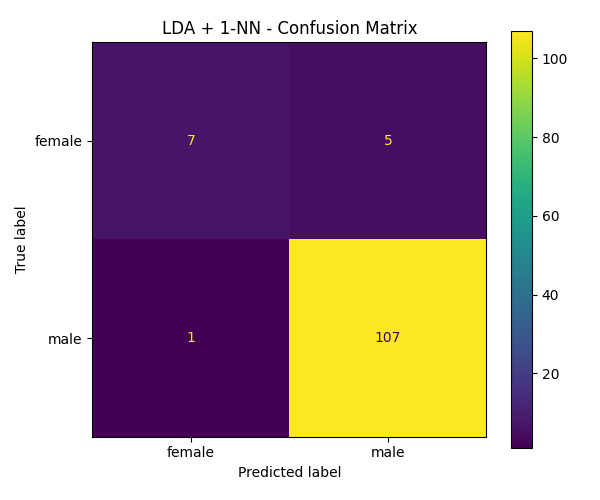 LDA + 1-NN - Confusion Matrix
female
7
5
male
1
107
female
male
Predicted label
True label
100
80
60
40
20